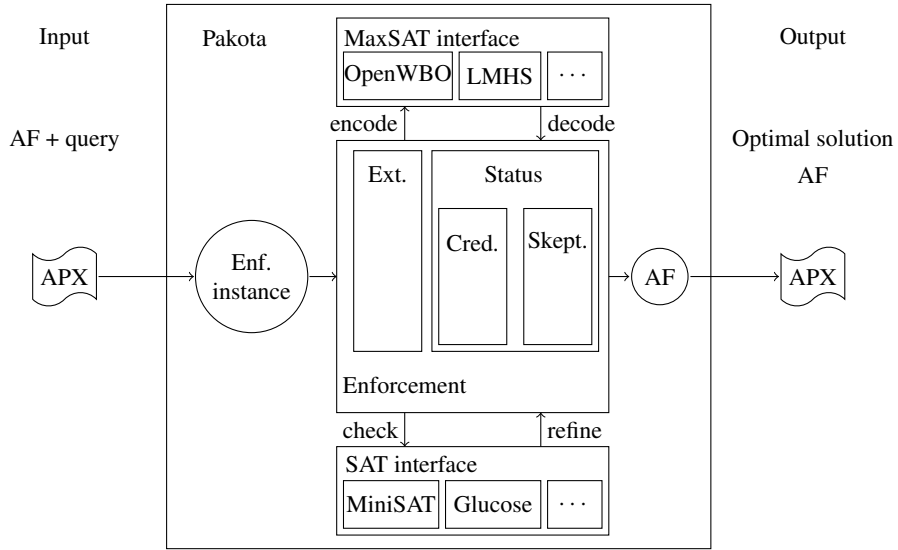 Input
Pakota
MaxSAT interface
Output
OpenWBO
LMHS
···
AF + query
encode
decode
Optimal solution
AF
Ext.
Status
Cred.
Skept.
APX
Enf.
instance
AF
APX
Enforcement
check
refine
SAT interface
MiniSAT
Glucose
···